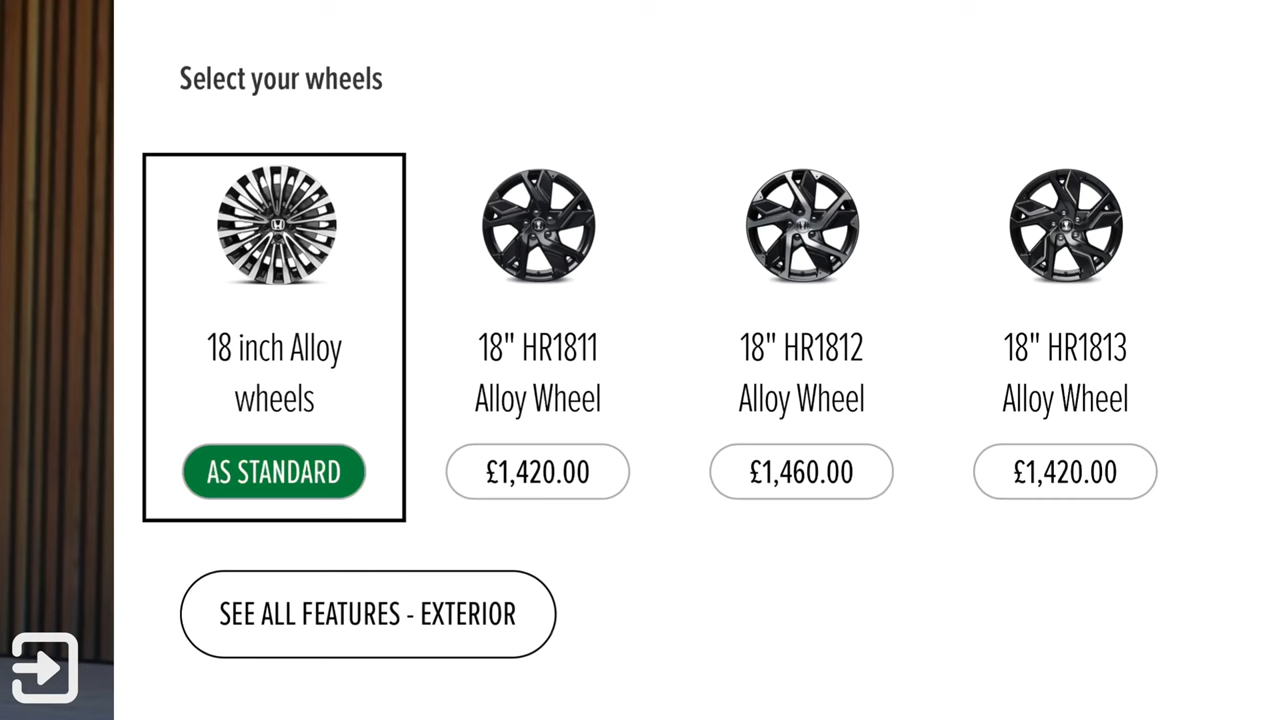 Select your wheels
18 inch Alloy
wheels
AS STANDARD
18" HR1811
Alloy Wheel
£1,420.00
18" HR1812
Alloy Wheel
£1,460.00
18" HR1813
Alloy Wheel
£1,420.00
SEE ALL FEATURES - EXTERIOR